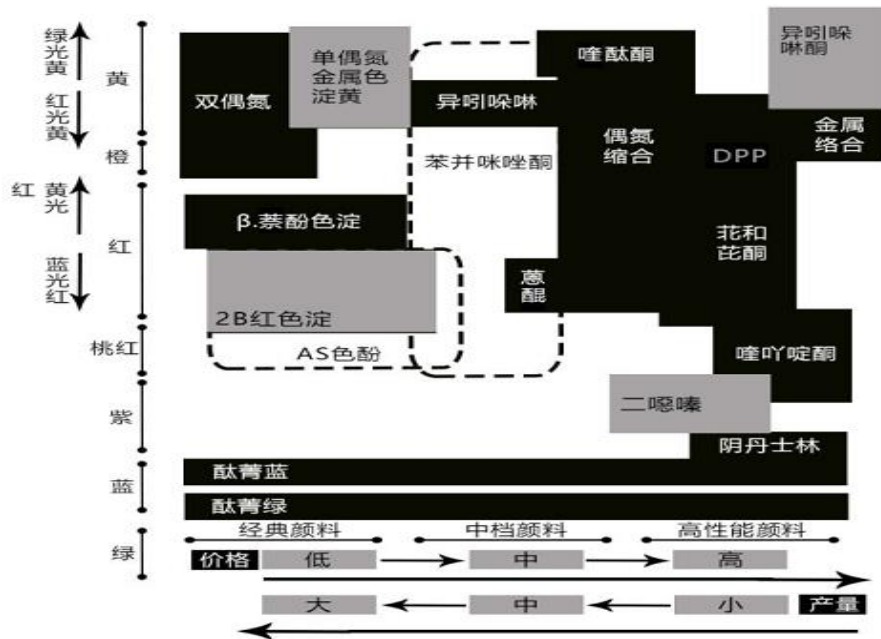 绿光黄
红光黄
黄
橙
红
黄光
红
蓝光红
桃红
紫
蓝
绿
双偶氮
单偶氮
金属色
淀黄
异吲哚啉
喹酞酮
异吲哚
啉酮
偶氮
缩合
DPP
金属
络合
苯并咪唑酮
β.萘酚色淀
苝和
芘酮
蒽
醌
2B红色淀
AS色酚
喹吖啶酮
二噁嗪
阴丹士林
酞菁蓝
酞菁绿
经典颜料
中档颜料
高性能颜料
价格
低
中
高
大
中
小
产量